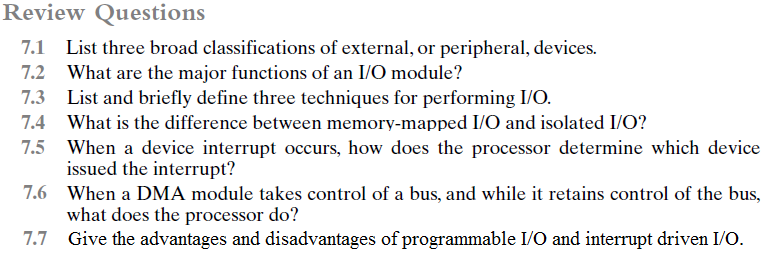 Review Questions
7.1 List three broad classifications of external, or peripheral, devices.
7.2 What are the major functions of an I/O module?
7.3 List and briefly define three techniques for performing I/O.
7.4 What is the difference between memory-mapped I/O and isolated I/O?
7.5 When a device interrupt occurs, how does the processor determine which device
issued the interrupt?
7.6 When a DMA module takes control of a bus, and while it retains control of the bus,
what does the processor do?
7.7 Give the advantages and disadvantages of programmable I/O and interrupt driven I/O.